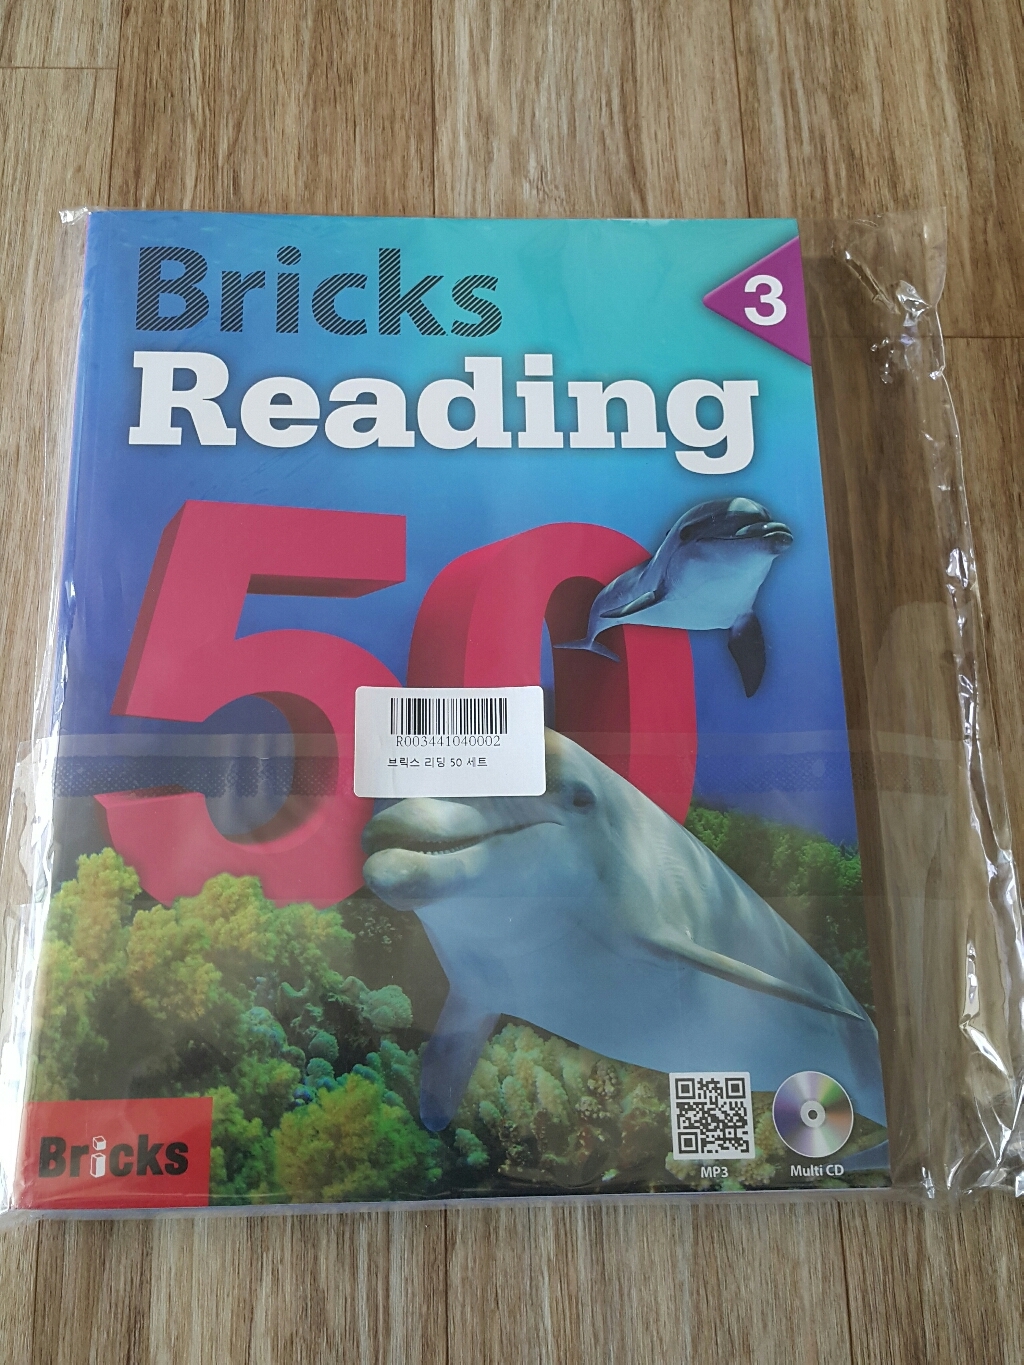 Bricks
3
Reading
50
R003441040002
브릭스 리딩 50 세트
Bricks
MP3
Multi CD